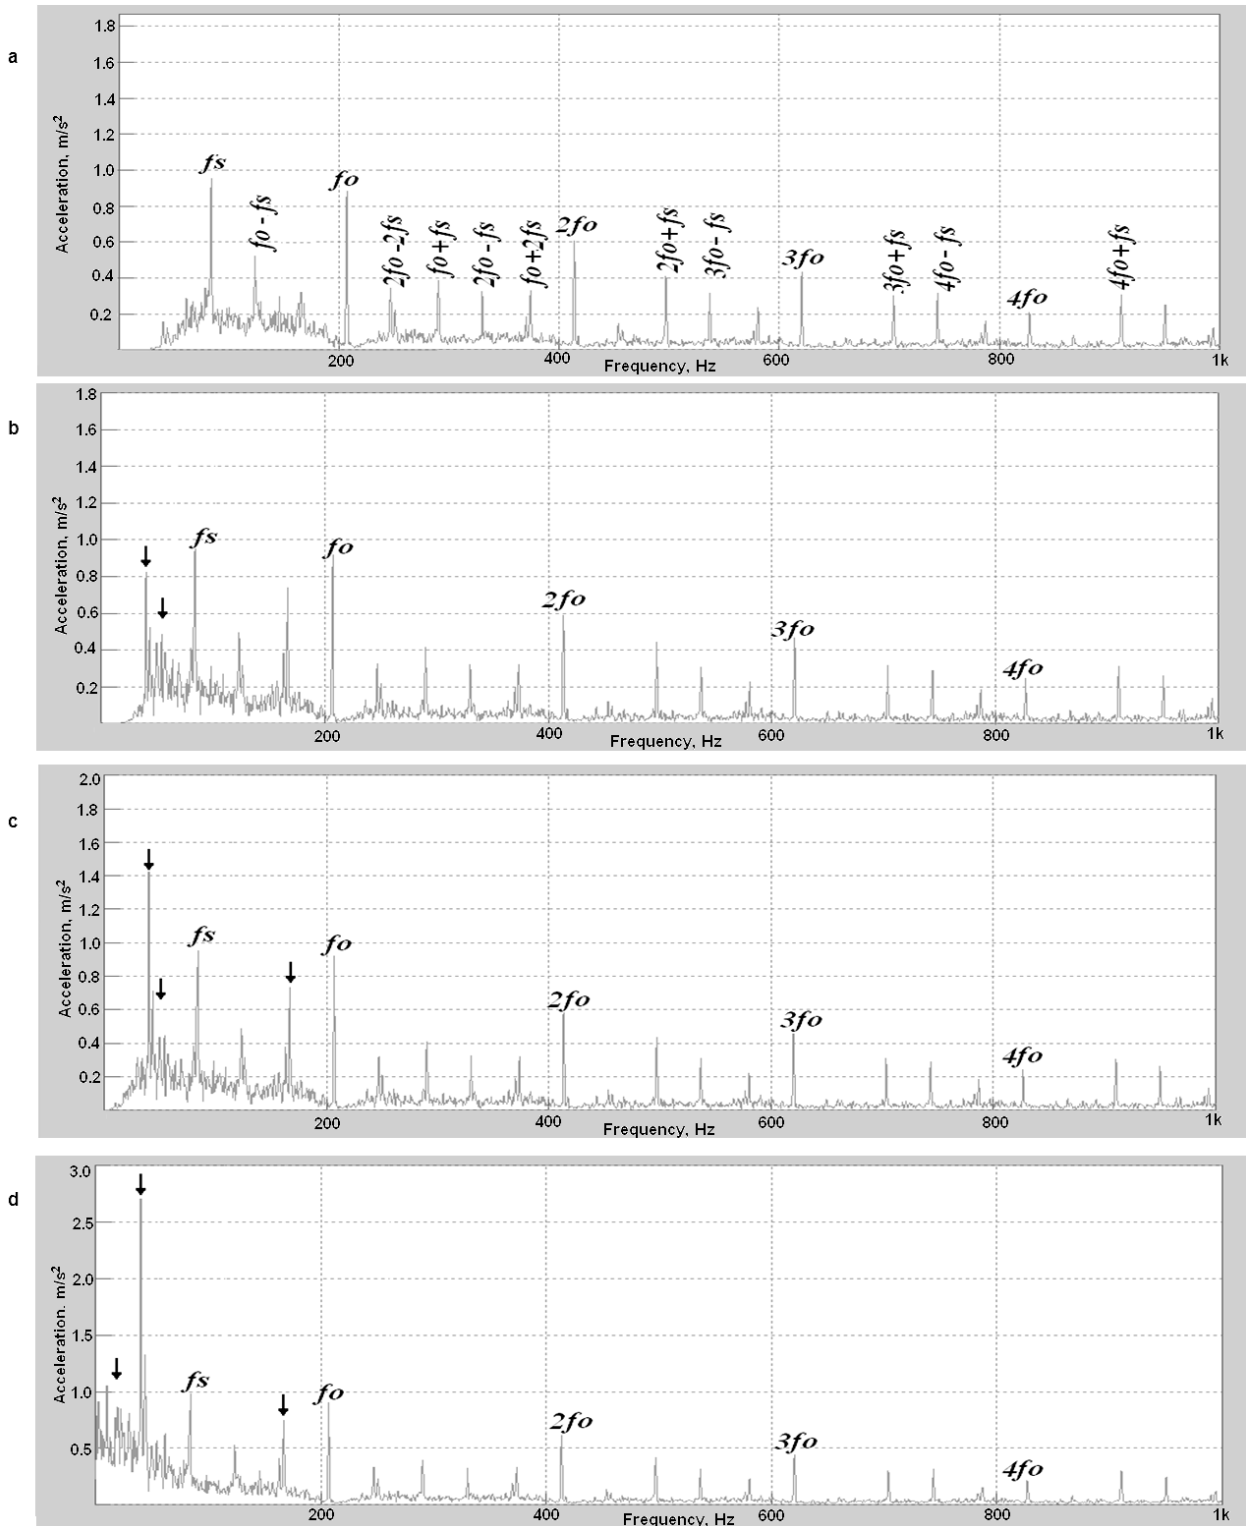 a
1.8
1.6
1.4
1.2
1.0
0.8
0.6
0.4
0.2
Acceleration, m/s²
fs
fo - fs
fo
2fo-2fs
fo+fs
2fo- fs
fo+2fs
2fo
2fo+fs
3fo- fs
3fo
3fo+fs
4fo- fs
4fo
4fo+fs
200
400
600
800
1k
Frequency, Hz
b
1.8
1.6
1.4
1.2
1.0
0.8
0.6
0.4
0.2
Acceleration, m/s²
fs
fo
2fo
3fo
4fo
200
400
600
800
1k
Frequency, Hz
c
2.0
1.8
1.6
1.4
1.2
1.0
0.8
0.6
0.4
0.2
Acceleration, m/s²
fs
fo
2fo
3fo
4fo
200
400
600
800
1k
Frequency, Hz
d
3.0
2.5
2.0
1.5
1.0
0.5
Acceleration. m/s²
fs
fo
2fo
3fo
4fo
200
400
600
800
1k
Frequency, Hz